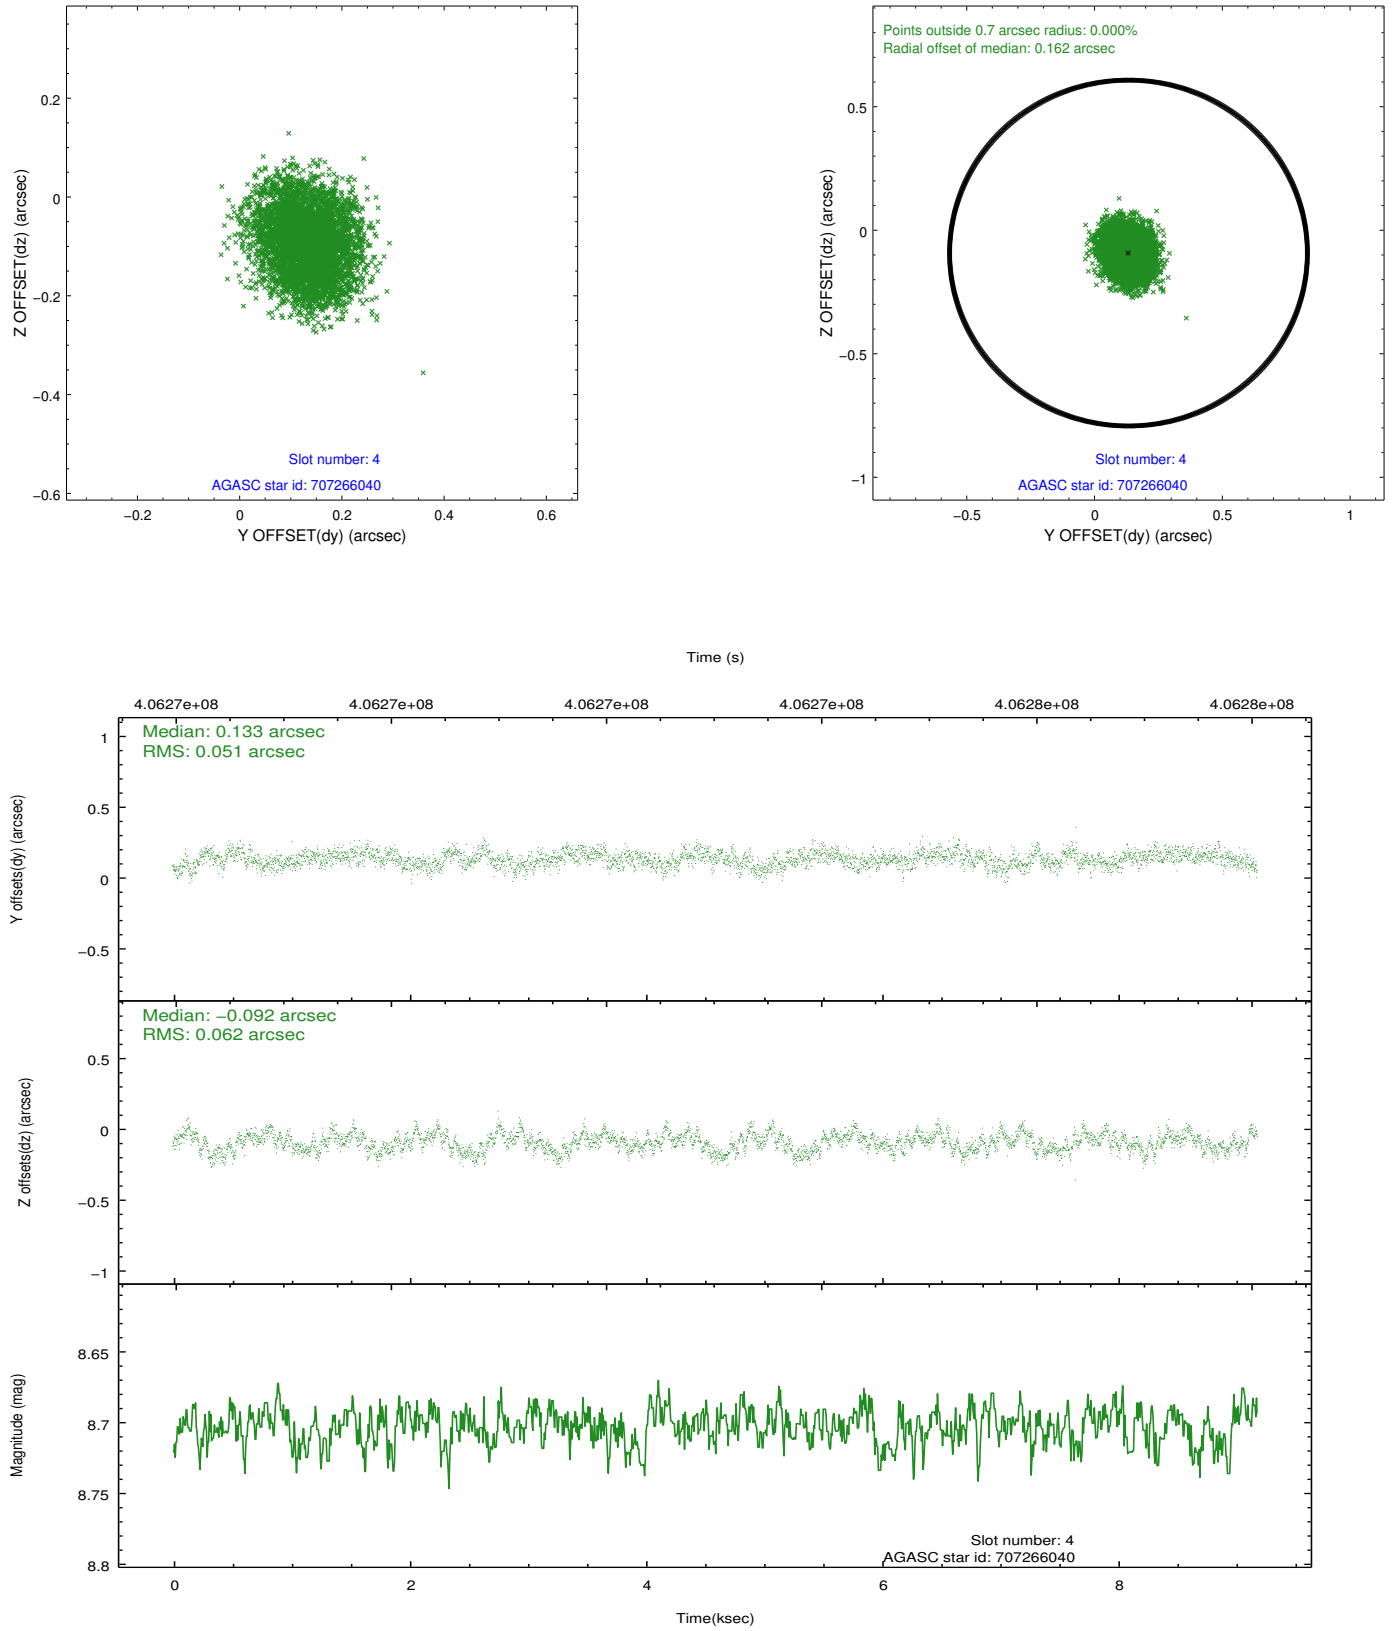 0.2
0
−0.2
−0.4
−0.6
Z OFFSET(dz) (arcsec)
Slot number: 4
AGASC star id: 707266040
−0.2 0 0.2 0.4 0.6
Y OFFSET(dy) (arcsec)
Points outside 0.7 arcsec radius: 0.000%
Radial offset of median: 0.162 arcsec
0.5
0
−0.5
−1
Z OFFSET(dz) (arcsec)
Slot number: 4
AGASC star id: 707266040
−0.5 0 0.5 1
Y OFFSET(dy) (arcsec)
Time (s)
4.0627e+08 4.0627e+08 4.0627e+08 4.0627e+08 4.0628e+08 4.0628e+08
Median: 0.133 arcsec
RMS: 0.051 arcsec
1
0.5
0
−0.5
Y offsets(dy) (arcsec)
Median: −0.092 arcsec
RMS: 0.062 arcsec
0.5
0
−0.5
−1
Z offsets(dz) (arcsec)
8.65
8.7
8.75
8.8
Magnitude (mag)
Slot number: 4
AGASC star id: 707266040
0 2 4 6 8
Time(ksec)